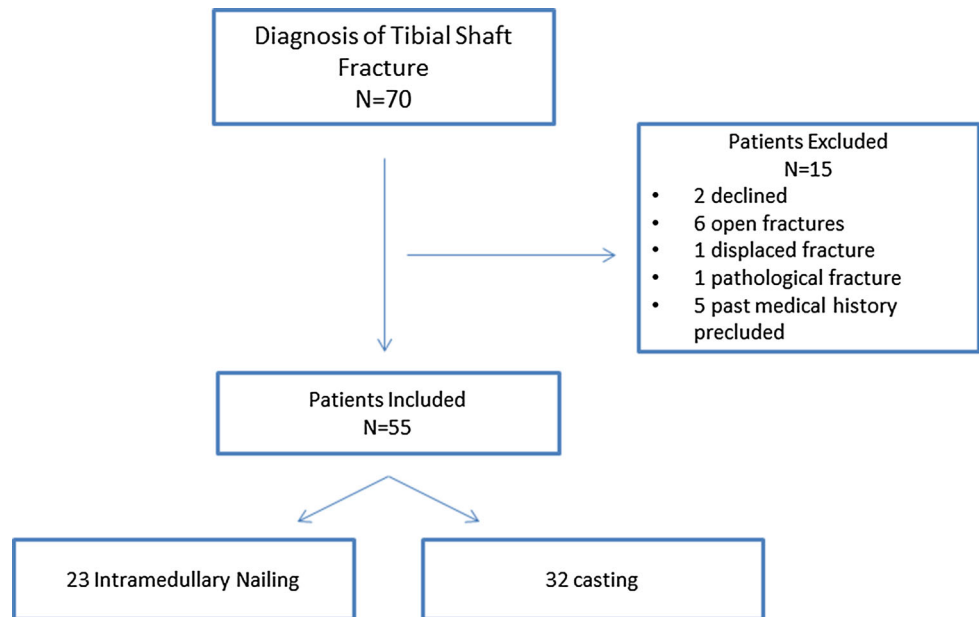 Diagnosis of Tibial Shaft
Fracture
N=70
Patients Excluded
N=15
• 2 declined
• 6 open fractures
• 1 displaced fracture
• 1 pathological fracture
• 5 past medical history
precluded
Patients Included
N=55
23 Intramedullary Nailing
32 casting